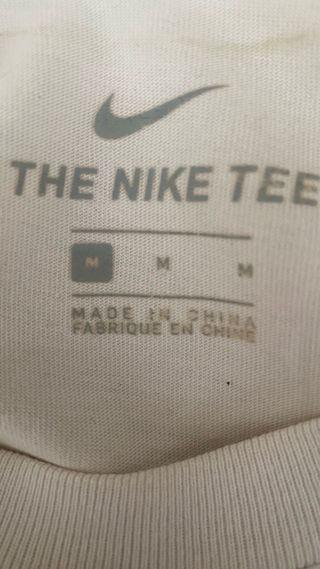 THE NIKE TEE
M M M
MADE IN CHINA
FABRIQUE EN CHINE